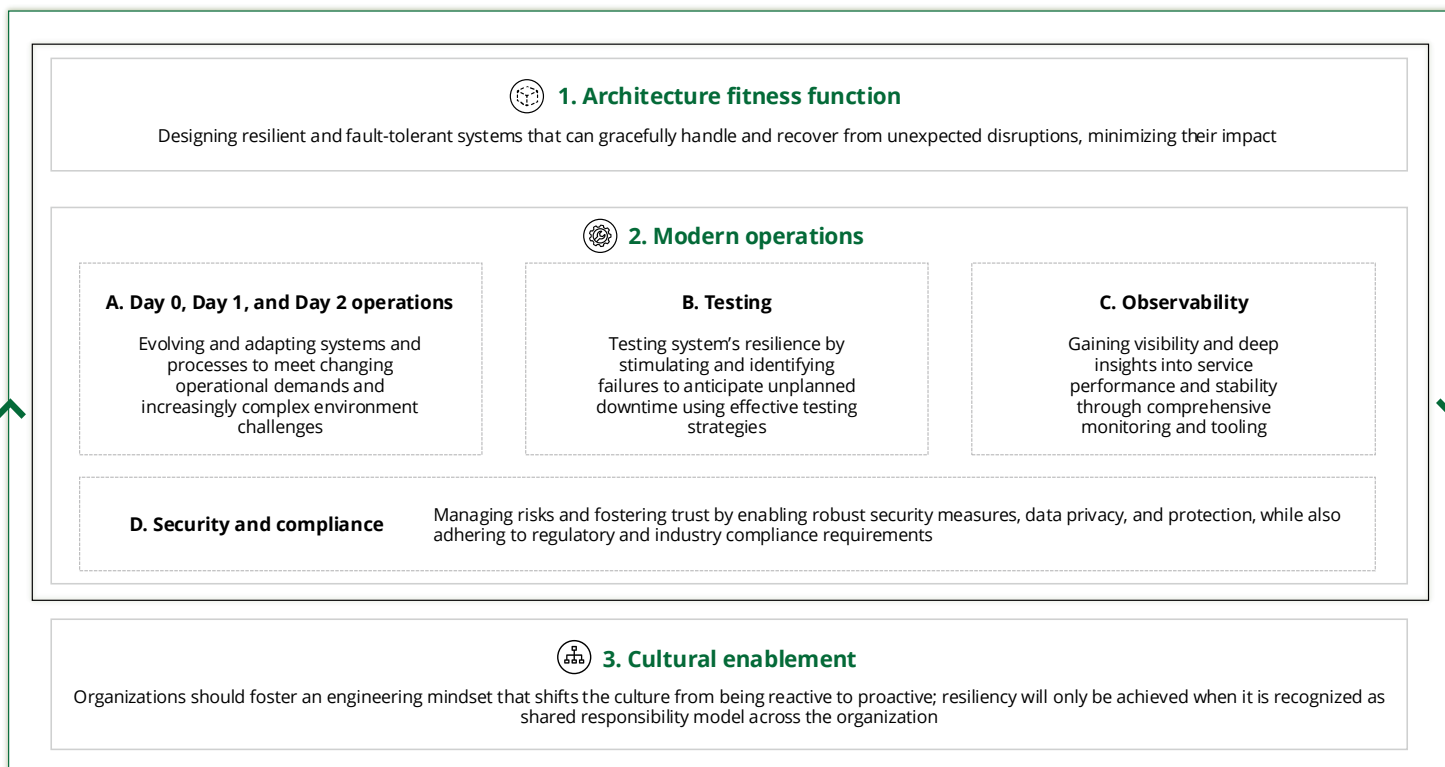 1. Architecture fitness function
Designing resilient and fault-tolerant systems that can gracefully handle and recover from unexpected disruptions, minimizing their impact
2. Modern operations
A. Day 0, Day 1, and Day 2 operations
Evolving and adapting systems and
processes to meet changing
operational demands and
increasingly complex environment
challenges
B. Testing
Testing system’s resilience by
stimulating and identifying
failures to anticipate unplanned
downtime using effective testing
strategies
C. Observability
Gaining visibility and deep
insights into service
performance and stability
through comprehensive
monitoring and tooling
D. Security and compliance
Managing risks and fostering trust by enabling robust security measures, data privacy, and protection, while also
adhering to regulatory and industry compliance requirements
3. Cultural enablement
Organizations should foster an engineering mindset that shifts the culture from being reactive to proactive; resiliency will only be achieved when it is recognized as
shared responsibility model across the organization